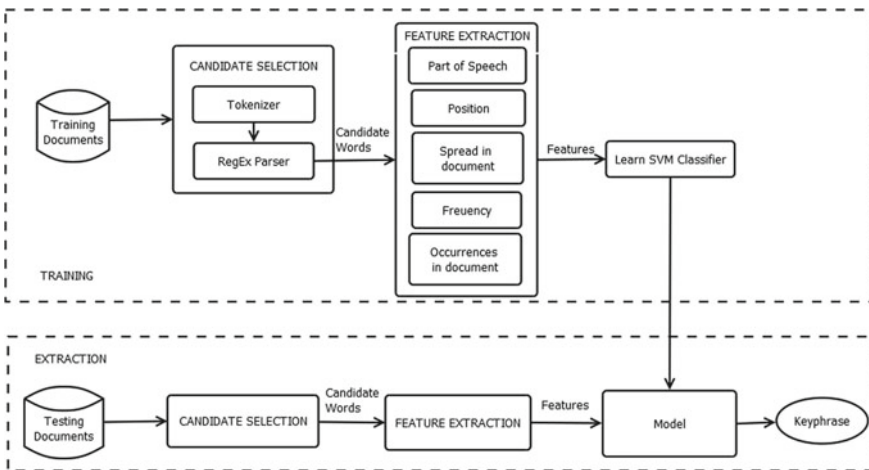 FEATURE EXTRACTION
CANDIDATE SELECTION
Part of Speech
Tokenizer
Position
Training
Documents
Candidate
Words
RegEx Parser
Spread in
document
Features
Learn SVM Classifier
Freuency
Occurrences
in document
TRAINING
EXTRACTION
Testing
Documents
CANDIDATE SELECTION
Candidate
Words
FEATURE EXTRACTION
Features
Model
Keyphrase